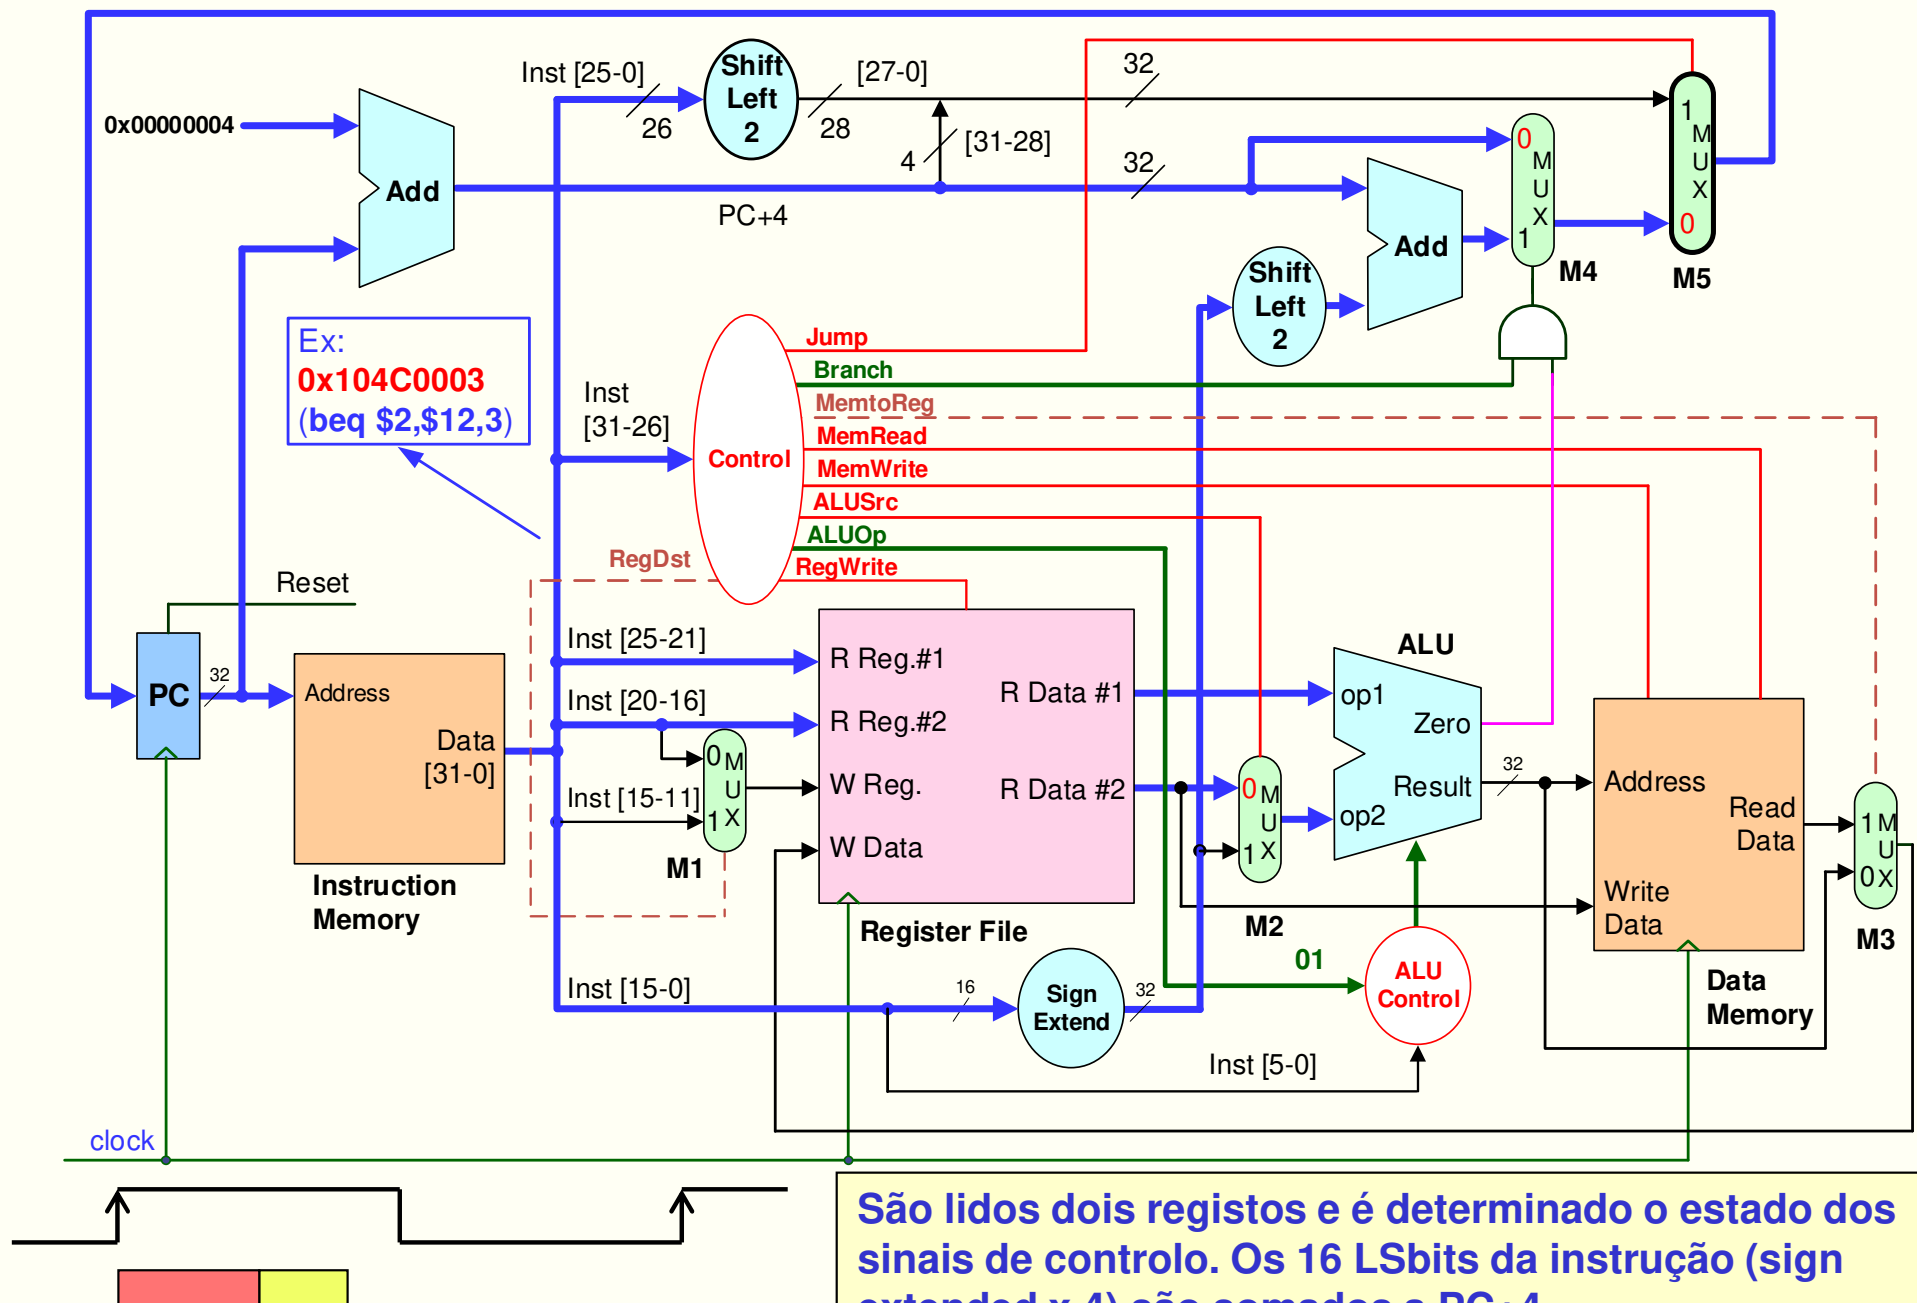 Inst [25-0]
26
Shift
Left
2
28
[27-0]
32
0x00000004
Add
4
[31-28]
32
PC+4
0
M
U
X
1
M4
1
M
U
X
0
M5
Add
Shift
Left
2
Ex:
0x104C0003
(beq $2,$12,3)
Inst
[31-26]
Control
Jump
Branch
MemtoReg
MemRead
MemWrite
ALUSrc
ALUOp
RegWrite
RegDst
Reset
PC
32
Address
Data
[31-0]
Instruction
Memory
Inst [25-21]
Inst [20-16]
Inst [15-11]
0
M
U
X
1
M1
R Reg.#1
R Reg.#2
W Reg.
W Data
R Data #1
R Data #2
Register File
0
M
U
X
1
M2
ALU
op1
Zero
Result
op2
32
Address
Read
Data
Write
Data
Data
Memory
1
M
U
X
0
M3
01
ALU
Control
Inst [15-0]
16
Sign
Extend
32
Inst [5-0]
clock
São lidos dois registos e é determinado o estado dos
sinais de controlo. Os 16 LSbits da instrução (sign
extended x 4) são somados a PC+4